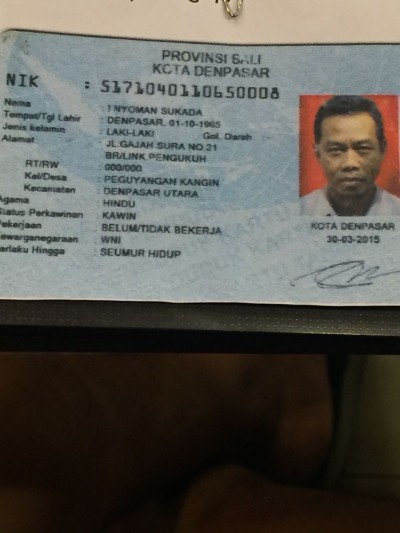 PROVINSI BALI
KOTA DENPASAR
NIK : 5171040110650008
Nama : I NYOMAN SUKADA
Tempat/Tgl Lahir : DENPASAR, 01-10-1965
Jenis kelamin : LAKI-LAKI Gol. Darah
Alamat : JL.GAJAH SURA NO.21
BR/LINK PENGUKUH
RT/RW : 000/000
Kel/Desa : PEGUYANGAN KANGIN
Kecamatan : DENPASAR UTARA
Agama : HINDU
Status Perkawinan : KAWIN
Pekerjaan : BELUM/TIDAK BEKERJA
Kewarganegaraan : WNI
Berlaku Hingga : SEUMUR HIDUP
KOTA DENPASAR
30-03-2015